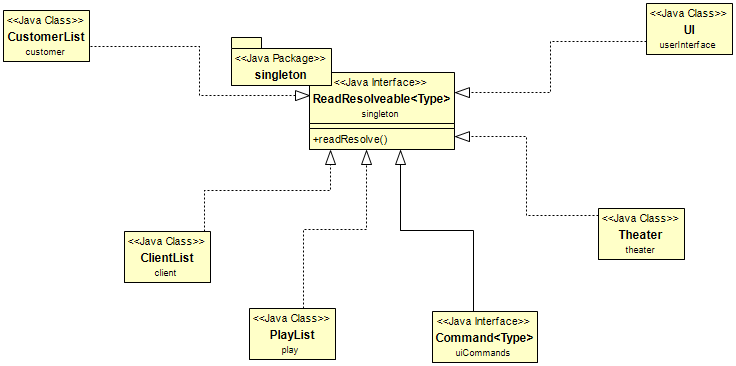 <<Java Class>>
CustomerList
customer
<<Java Class>>
UI
userInterface
<<Java Package>>
singleton
<<Java Interface>>
ReadResolveable<Type>
singleton
+readResolve()
<<Java Class>>
ClientList
client
<<Java Class>>
Theater
theater
<<Java Class>>
PlayList
play
<<Java Interface>>
Command<Type>
uiCommands